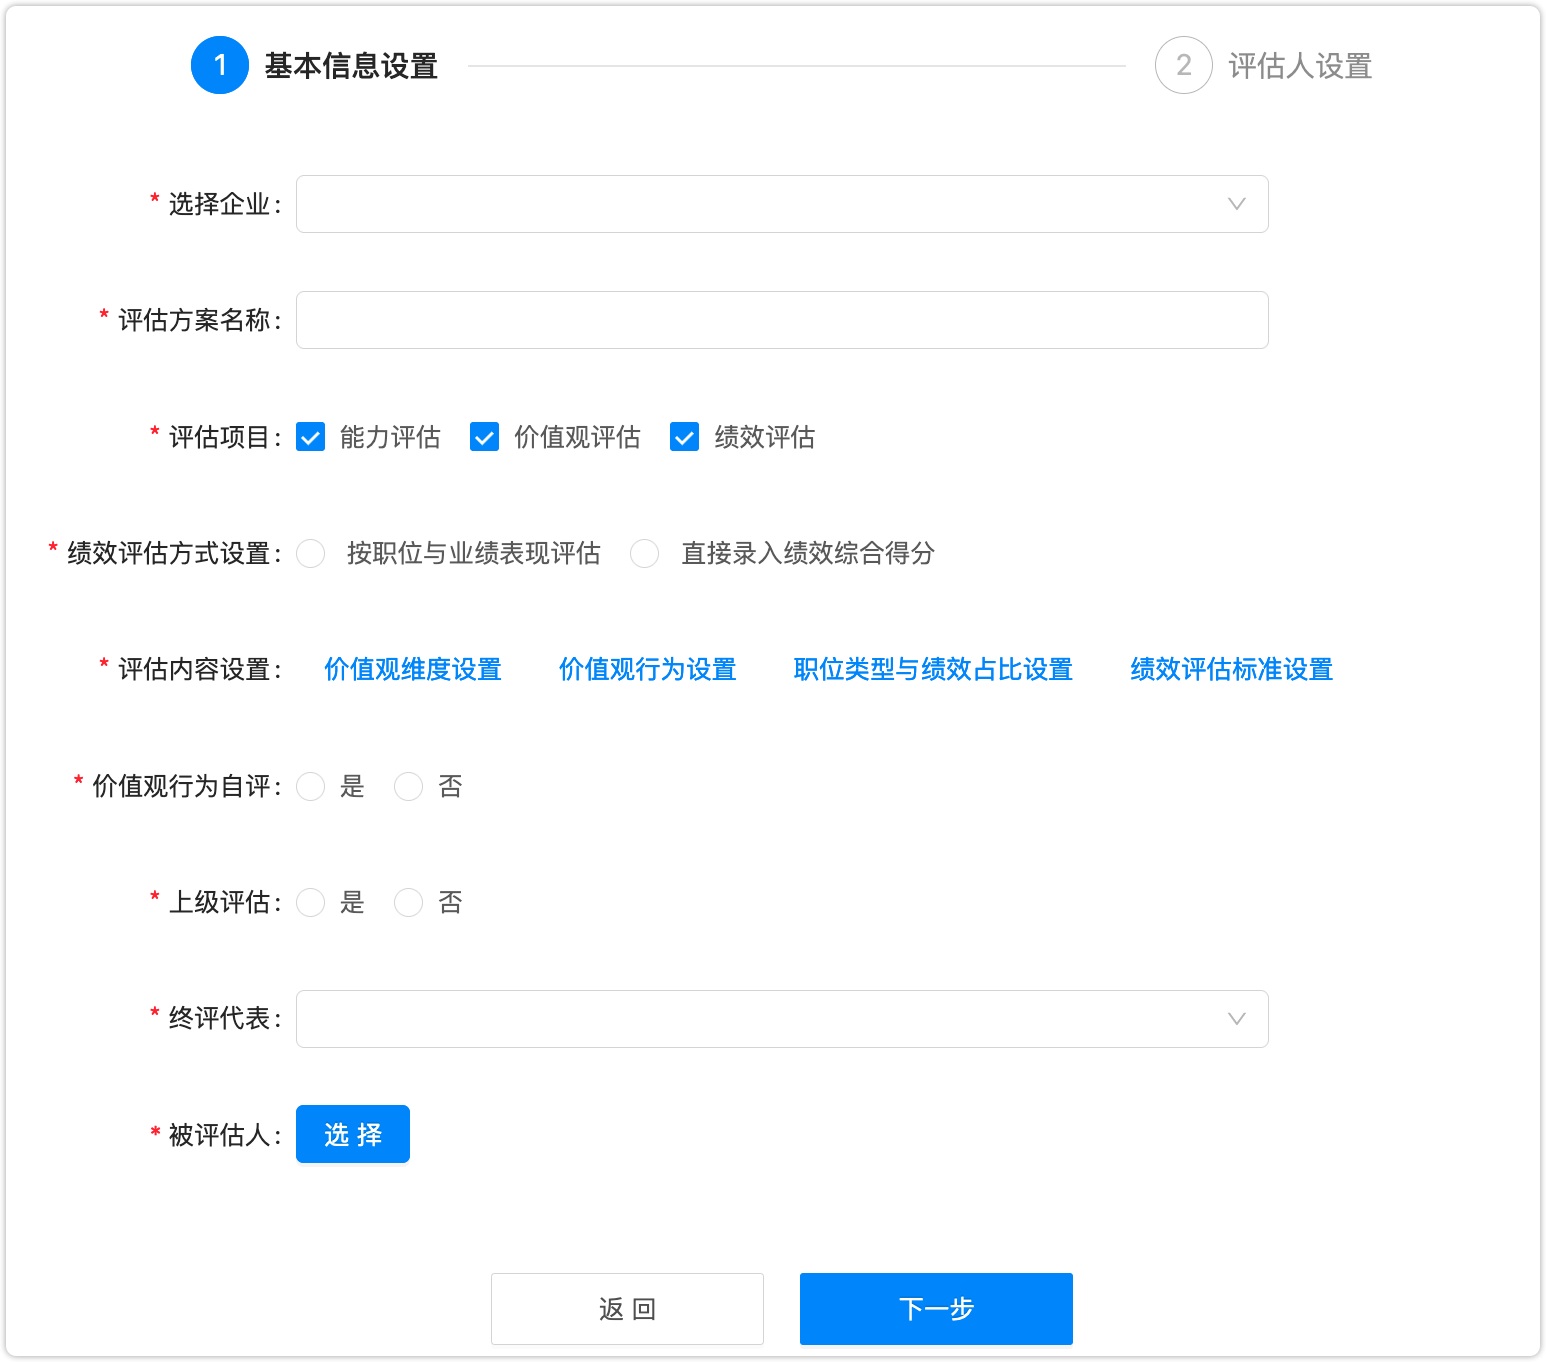 1 基本信息设置 2 评估人设置
* 选择企业:
* 评估方案名称:
* 评估项目: 能力评估 价值观评估 绩效评估
* 绩效评估方式设置: 按职位与业绩表现评估 直接录入绩效综合得分
* 评估内容设置: 价值观维度设置 价值观行为设置 职位类型与绩效占比设置 绩效评估标准设置
* 价值观行为自评: 是 否
* 上级评估: 是 否
* 终评代表:
* 被评估人: 选 择
返 回 下一步